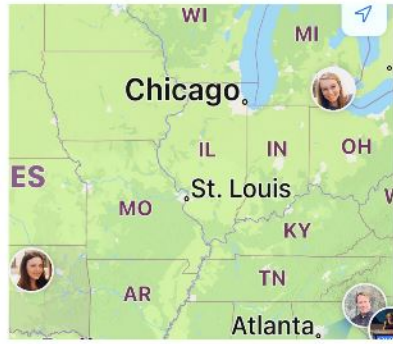 WI
MI
Chicago
IL IN OH
ES
St. Louis
MO
KY
TN
AR
Atlanta